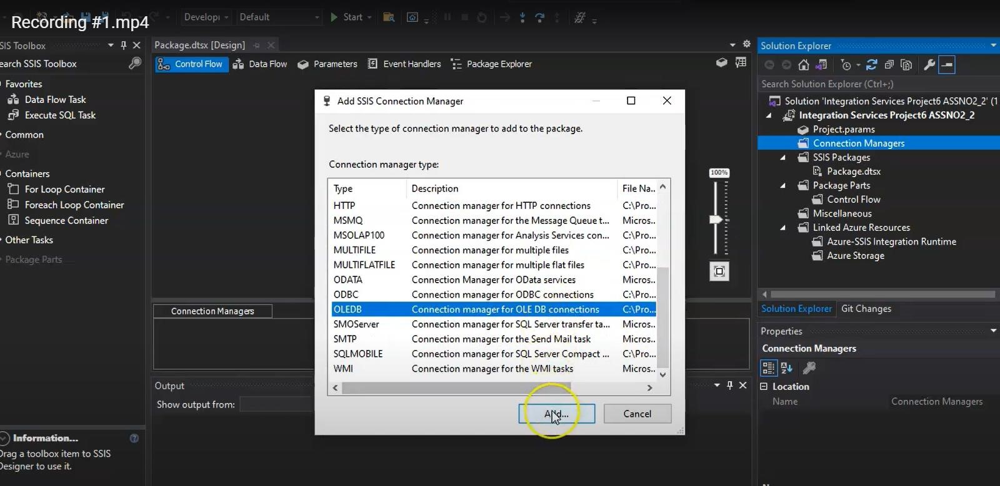 Recording #1.mp4
Developi
Default
Start
SIS Toolbox
earch SSIS Toolbox
Favorites
Data Flow Task
Execute SQL Task
Common
Azure
Containers
For Loop Container
Foreach Loop Container
Sequence Container
Other Tasks
Package Parts
Information...
Drag a toolbox item to SSIS
Designer to use it.
Package.dtsx [Design]
Control Flow
Data Flow
Parameters
Event Handlers
Package Explorer
Add SSIS Connection Manager
Select the type of connection manager to add to the package.
Connection manager type:
Type Description File Na..
HTTP Connection manager for HTTP connections C:\Pro...
MSMQ Connection manager for the Message Queue t... Micros..
MSOLAP100 Connection manager for Analysis Services con... C:\Pro...
MULTIFILE Connection manager for multiple files C:\Pro...
MULTIFLATFILE Connection manager for multiple flat files C:\Pro...
ODATA Connection Manager for OData services Micros..
ODBC Connection manager for ODBC connections C:\Pro...
OLEDB Connection manager for OLE DB connections C:\Pro...
SMOServer Connection manager for SQL Server transfer ta... Micros..
SMTP Connection manager for the Send Mail task Micros..
SQLMOBILE Connection manager for SQL Server Compact ... C:\Pro...
WMI Connection manager for the WMI tasks Micros..
Add...
Cancel
100%
Connection Managers
Output
Show output from:
Solution Explorer
Search Solution Explorer (Ctrl+;)
Solution 'Integration Services Project6 ASSNO2_2' (1
Integration Services Project6 ASSNO2_2
Project.params
Connection Managers
SSIS Packages
Package.dtsx
Package Parts
Control Flow
Miscellaneous
Linked Azure Resources
Azure-SSIS Integration Runtime
Azure Storage
Solution Explorer
Git Changes
Properties
Connection Managers
Location
Name Connection Managers